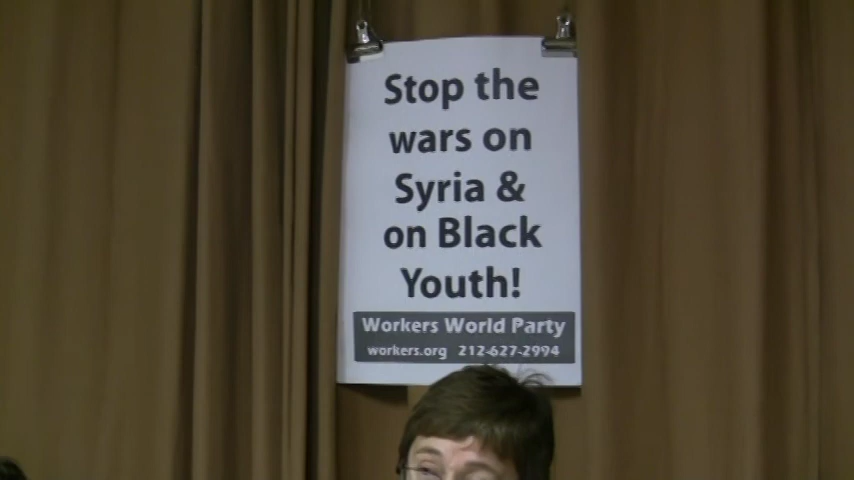 Stop the
wars on
Syria &
on Black
Youth!
Workers World Party
workers.org 212-627-2994